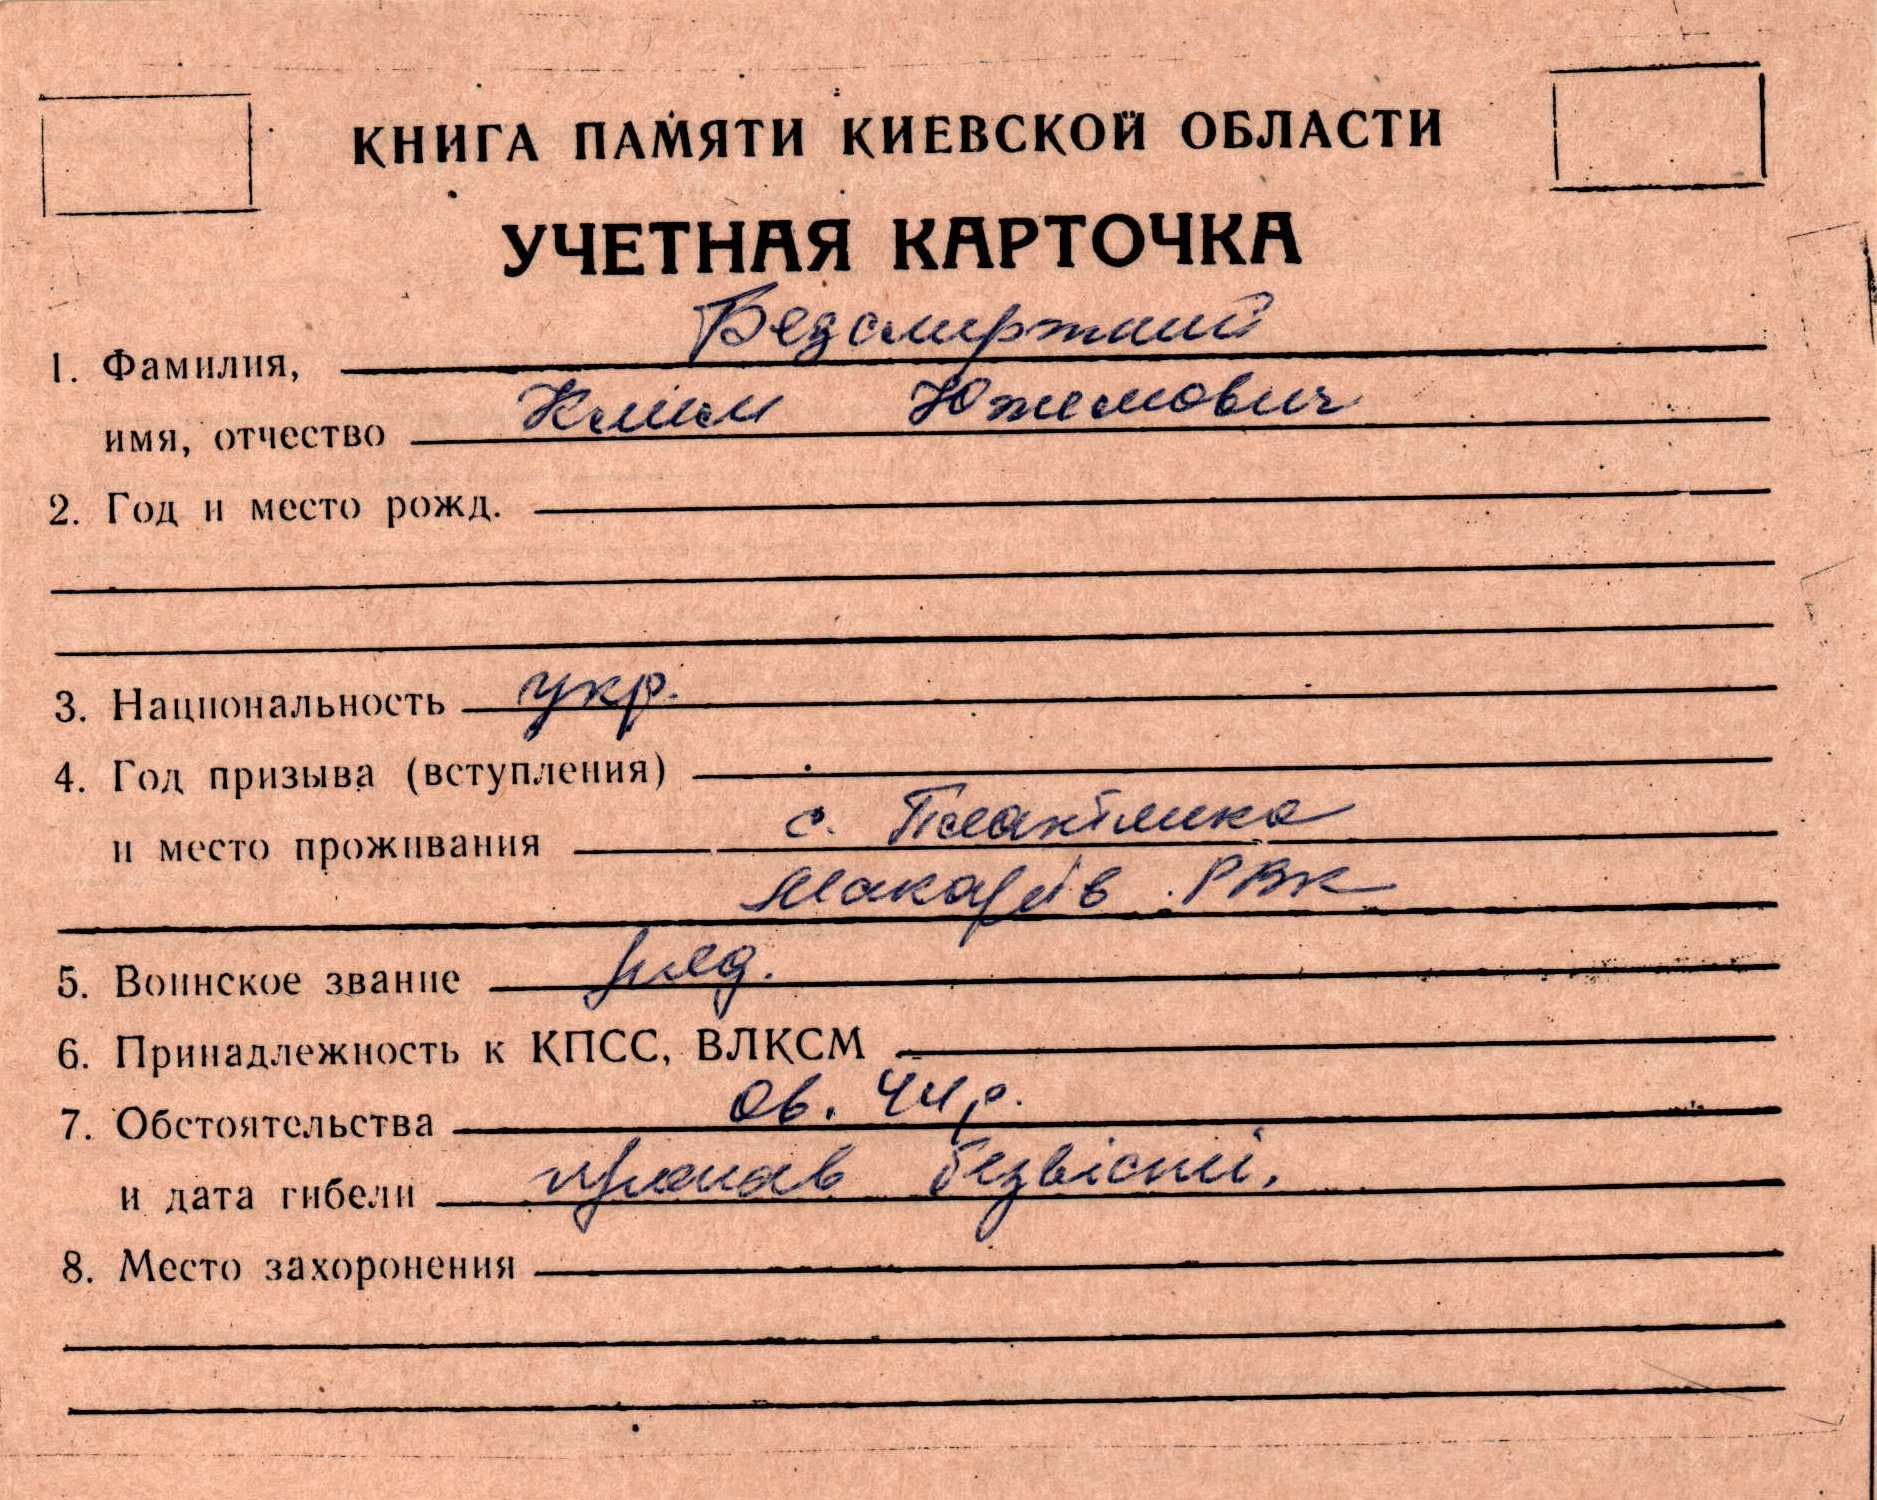 КНИГА ПАМЯТИ КИЕВСКОЙ ОБЛАСТИ
УЧЕТНАЯ КАРТОЧКА
1. Фамилия, Безсмертний
имя, отчество Клим Южимович
2. Год и место рожд.
3. Национальность укр.
4. Год призыва (вступления)
и место проживания с.
Макарів РВК
5. Воинское звание ряд.
6. Принадлежность к КПСС, ВЛКСМ
7. Обстоятельства 06. 44 р.
и дата гибели пропав безвісти.
8. Место захоронения